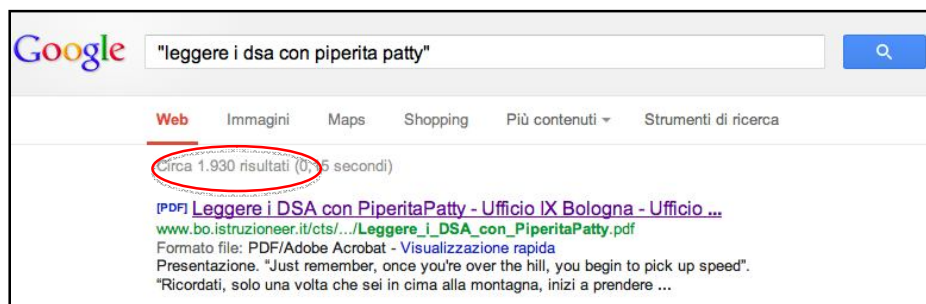 Google "leggere i dsa con piperita patty"
Web Immagini Maps Shopping Più contenuti Strumenti di ricerca
Circa 1.930 risultati (0, 5 secondi)
[PDF] Leggere i DSA con PiperitaPatty - Ufficio IX Bologna - Ufficio ...
www.bo.istruzioneer.it/cts/.../Leggere_i_DSA_con_PiperitaPatty.pdf
Formato file: PDF/Adobe Acrobat - Visualizzazione rapida
Presentazione. "Just remember, once you're over the hill, you begin to pick up speed".
"Ricordati, solo una volta che sei in cima alla montagna, inizi a prendere ...